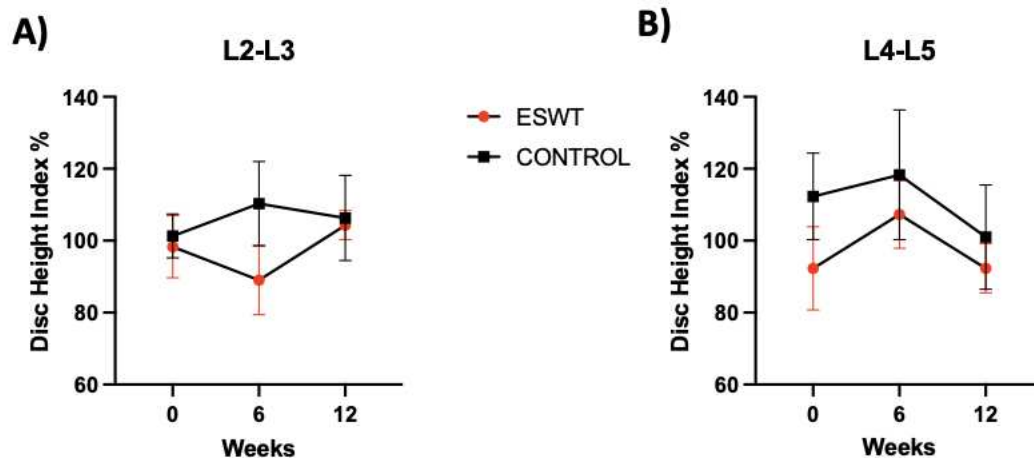 A)
L2-L3
Disc Height Index %
140
120
100
80
60
0 6 12
Weeks
ESWT
CONTROL
B)
L4-L5
Disc Height Index %
140
120
100
80
60
0 6 12
Weeks